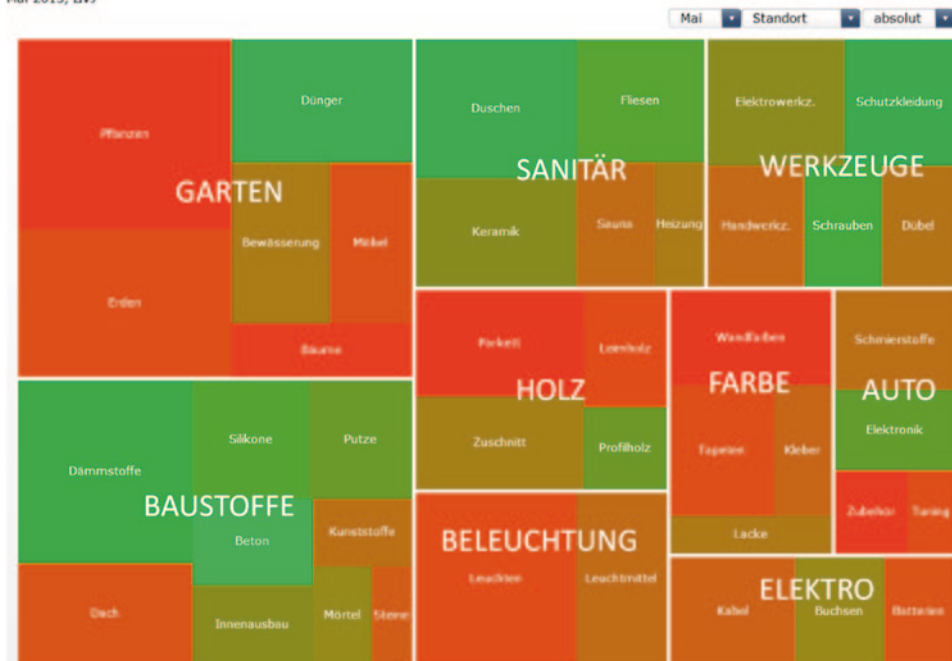 Mai Standort absolut
GARTEN
Pflanzen
Dünger
Erden
Bewässerung
Möbel
Bäume
SANITÄR
Duschen
Fliesen
Keramik
Sauna
Heizung
WERKZEUGE
Elektrowerkz.
Schutzkleidung
Handwerkz.
Schrauben
Dübel
BAUSTOFFE
Dämmstoffe
Silikone
Putze
Beton
Kunststoffe
Dach
Innenausbau
Mörtel
Steine
HOLZ
Parkett
Leimholz
Zuschnitt
Profilholz
FARBE
Wandfarben
Tapeten
Kleber
Lacke
AUTO
Schmierstoffe
Elektronik
Zubehör
Tuning
BELEUCHTUNG
Leuchten
Leuchtmittel
ELEKTRO
Kabel
Buchsen
Batterien